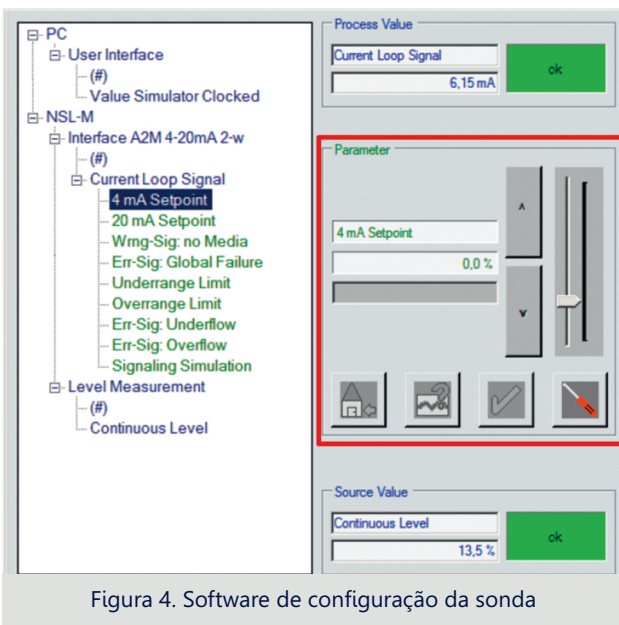 PC
User Interface
(#)
Value Simulator Clocked
NSL-M
Interface A2M 4-20mA 2-w
(#)
Current Loop Signal
4 mA Setpoint
20 mA Setpoint
Wrng-Sig: no Media
Err-Sig: Global Failure
Underrange Limit
Overrange Limit
Err-Sig: Underflow
Err-Sig: Overflow
Signaling Simulation
Level Measurement
(#)
Continuous Level
Process Value
Current Loop Signal
6,15 mA
ok
Parameter
4 mA Setpoint
0,0 %
Source Value
Continuous Level
13,5 %
ok
Figura 4. Software de configuração da sonda